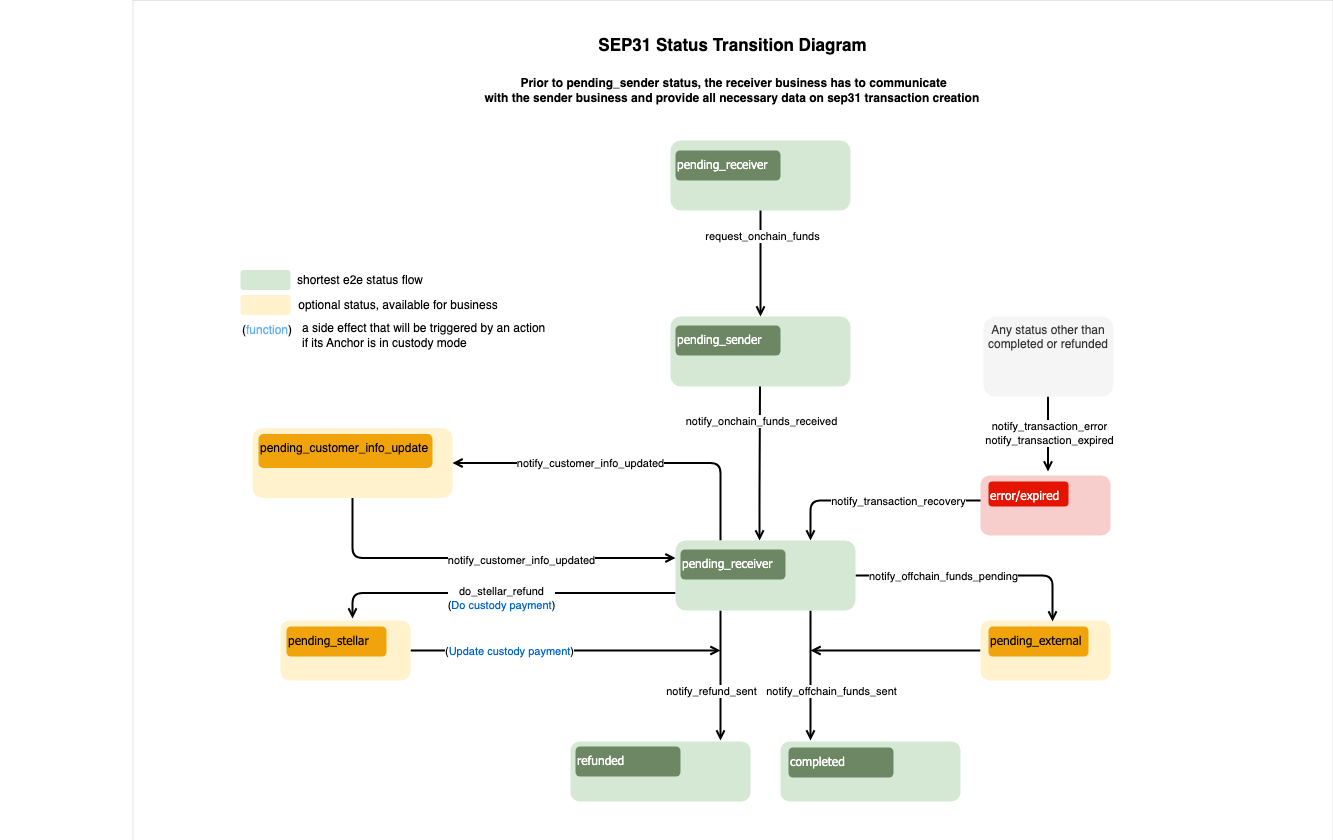 SEP31 Status Transition Diagram
Prior to pending_sender status, the receiver business has to communicate
with the sender business and provide all necessary data on sep31 transaction creation
pending_receiver
request_onchain_funds
shortest e2e status flow
optional status, available for business
(function) a side effect that will be triggered by an action
if its Anchor is in custody mode
pending_sender
Any status other than
completed or refunded
notify_onchain_funds_received
notify_transaction_error
notify_transaction_expired
pending_customer_info_update
notify_customer_info_updated
error/expired
notify_transaction_recovery
notify_customer_info_updated
pending_receiver
notify_offchain_funds_pending
do_stellar_refund
(Do custody payment)
pending_stellar
(Update custody payment)
pending_external
notify_refund_sent
notify_offchain_funds_sent
refunded
completed